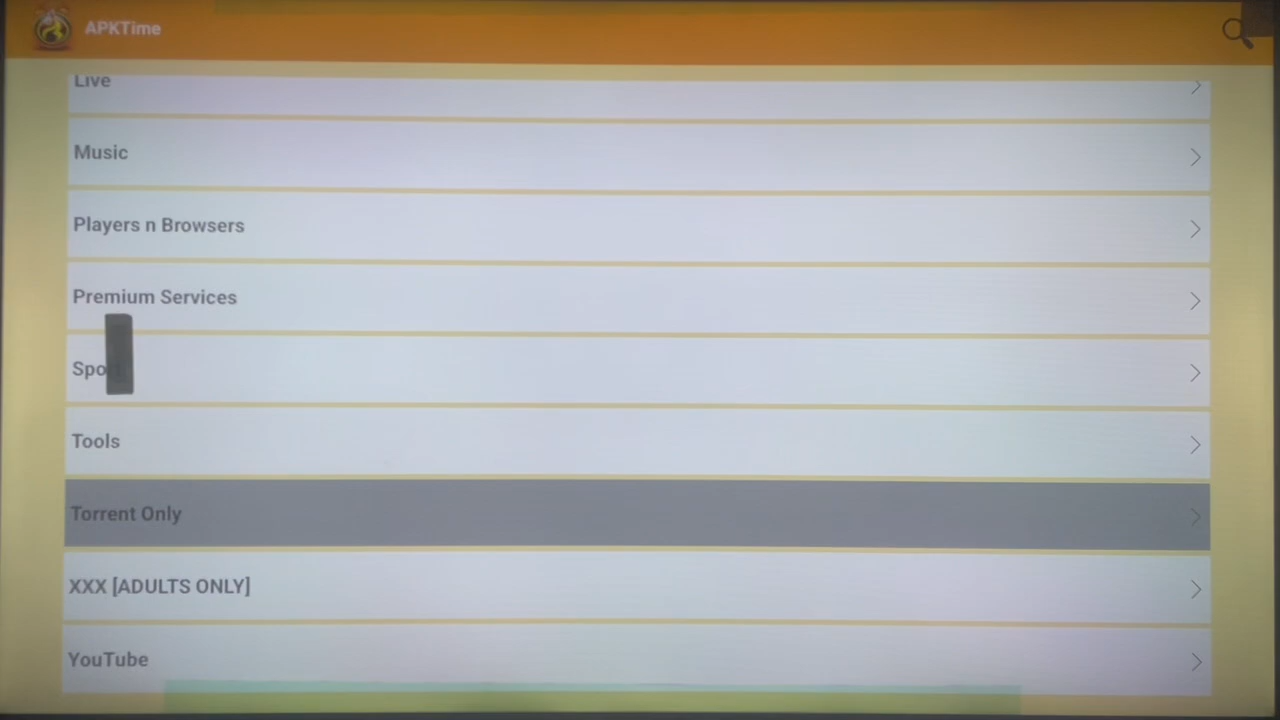 APKTime
Live
Music
Players n Browsers
Premium Services
Tools
Torrent Only
XXX [ADULTS ONLY]
YouTube